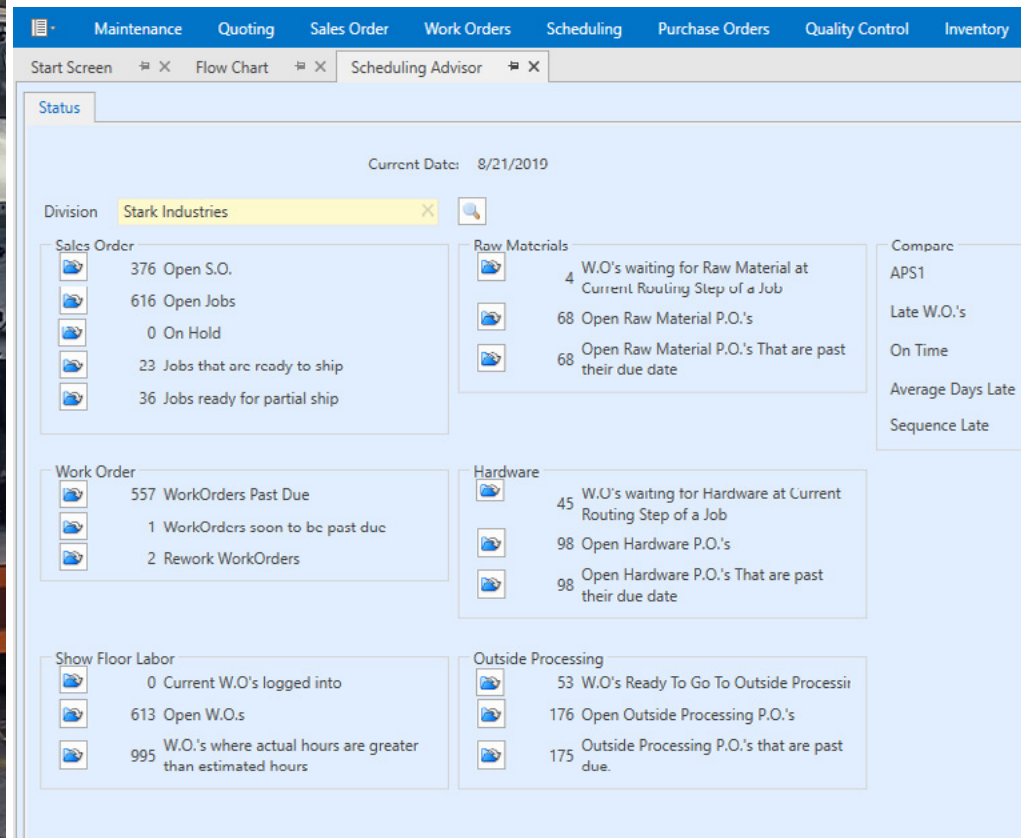 Maintenance Quoting Sales Order Work Orders Scheduling Purchase Orders Quality Control Inventory
Start Screen Flow Chart Scheduling Advisor
Status
Current Date: 8/21/2019
Division Stark Industries
Sales Order
376 Open S.O.
616 Open Jobs
0 On Hold
23 Jobs that are ready to ship
36 Jobs ready for partial ship
Raw Materials
4 W.O's waiting for Raw Material at
Current Routing Step of a Job
68 Open Raw Material P.O.'s
68 Open Raw Material P.O.'s That are past
their due date
Compare
APS1
Late W.O.'s
On Time
Average Days Late
Sequence Late
Work Order
557 WorkOrders Past Due
1 WorkOrders soon to be past due
2 Rework WorkOrders
Hardware
45 W.O's waiting for Hardware at Current
Routing Step of a Job
98 Open Hardware P.O.'s
98 Open Hardware P.O.'s That are past
their due date
Show Floor Labor
0 Current W.O's logged into
613 Open W.O.s
995 W.O.'s where actual hours are greater
than estimated hours
Outside Processing
53 W.O's Ready To Go To Outside Processin
176 Open Outside Processing P.O.'s
175 Outside Processing P.O.'s that are past
due.